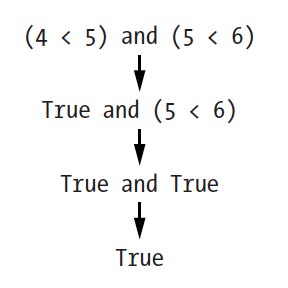 (4 < 5) and (5 < 6)
True and (5 < 6)
True and True
True